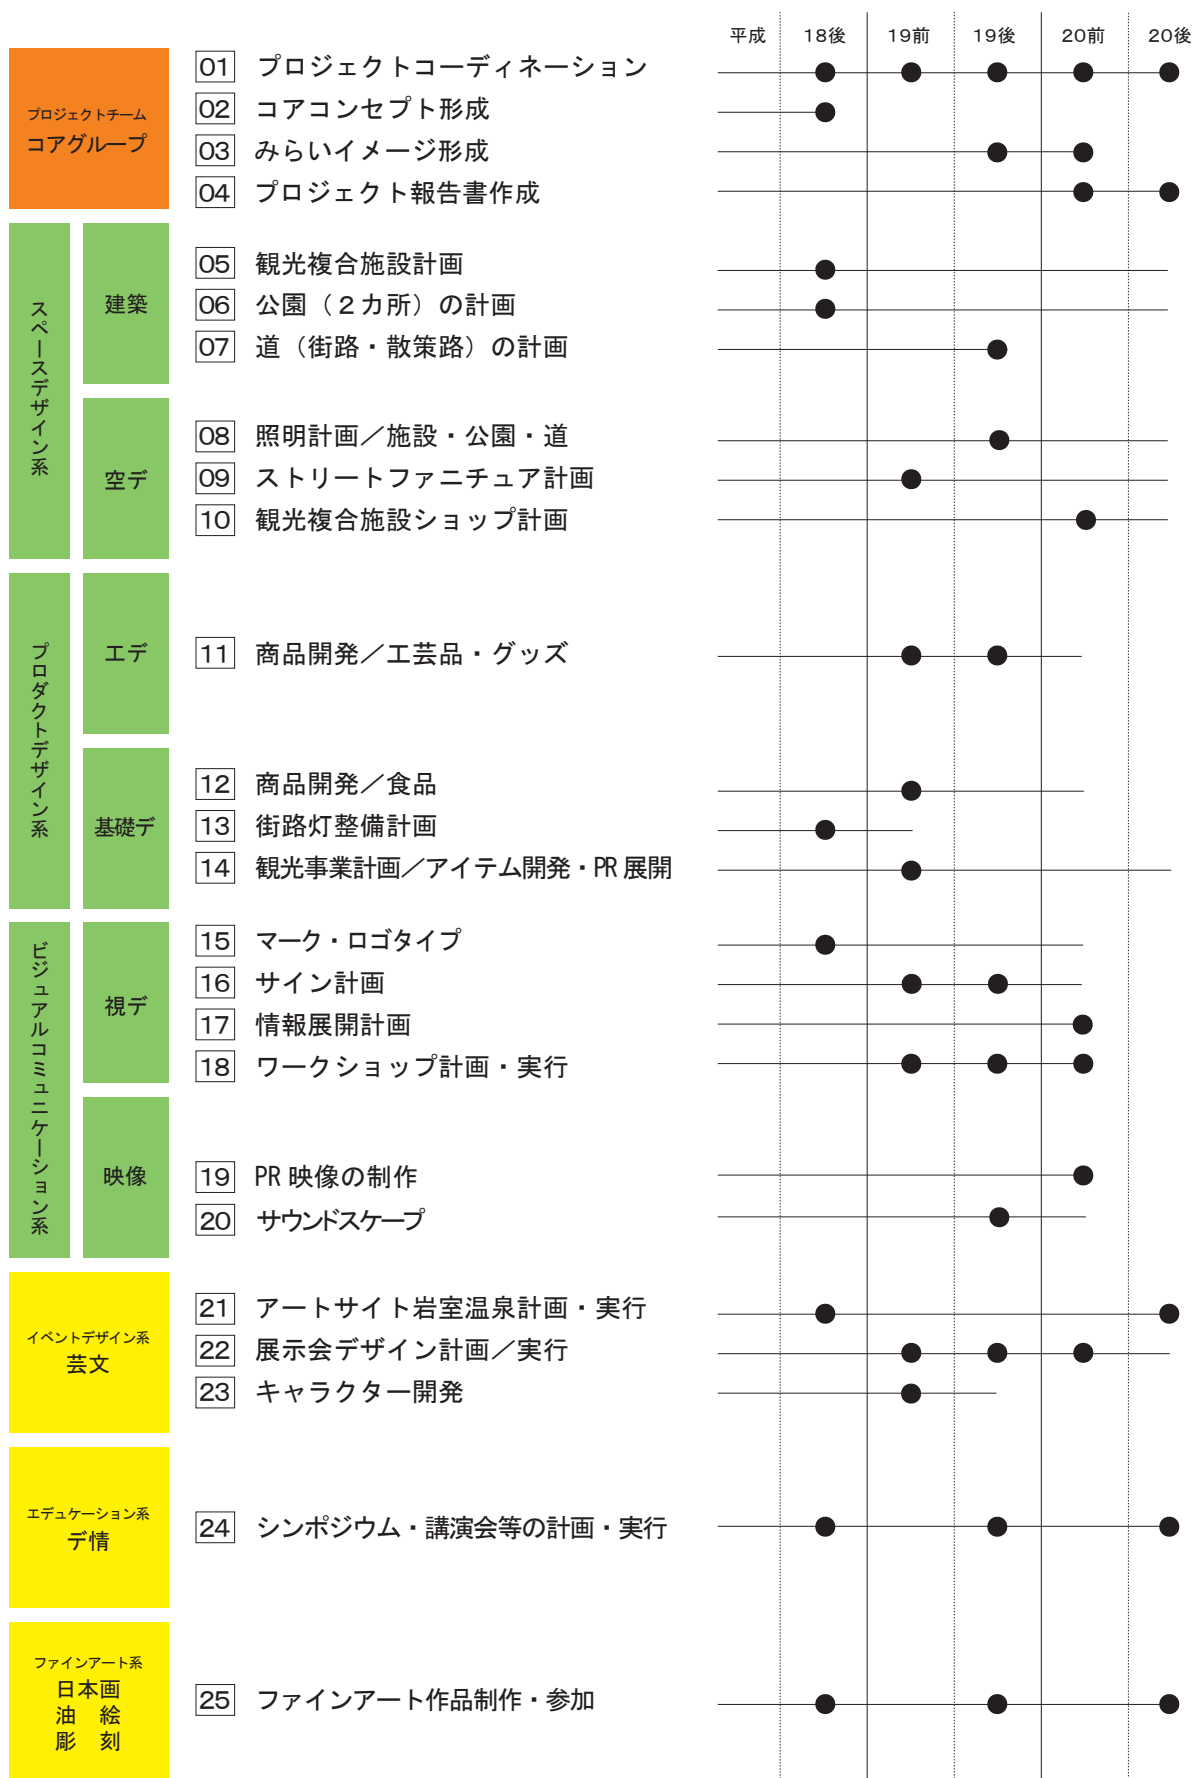 平成 18後 19前 19後 20前 20後
プロジェクトチーム
コアグループ
01 プロジェクトコーディネーション
02 コアコンセプト形成
03 みらいイメージ形成
04 プロジェクト報告書作成
スペースデザイン系
建築
05 観光複合施設計画
06 公園（２カ所）の計画
07 道（街路・散策路）の計画
空デ
08 照明計画／施設・公園・道
09 ストリートファニチュア計画
10 観光複合施設ショップ計画
プロダクトデザイン系
工デ
11 商品開発／工芸品・グッズ
基礎デ
12 商品開発／食品
13 街路灯整備計画
14 観光事業計画／アイテム開発・PR展開
ビジュアルコミュニケーション系
視デ
15 マーク・ロゴタイプ
16 サイン計画
17 情報展開計画
18 ワークショップ計画・実行
映像
19 PR映像の制作
20 サウンドスケープ
イベントデザイン系
芸文
21 アートサイト岩室温泉計画・実行
22 展示会デザイン計画／実行
23 キャラクター開発
エデュケーション系
デ情
24 シンポジウム・講演会等の計画・実行
ファインアート系
日本画
油　絵
彫　刻
25 ファインアート作品制作・参加